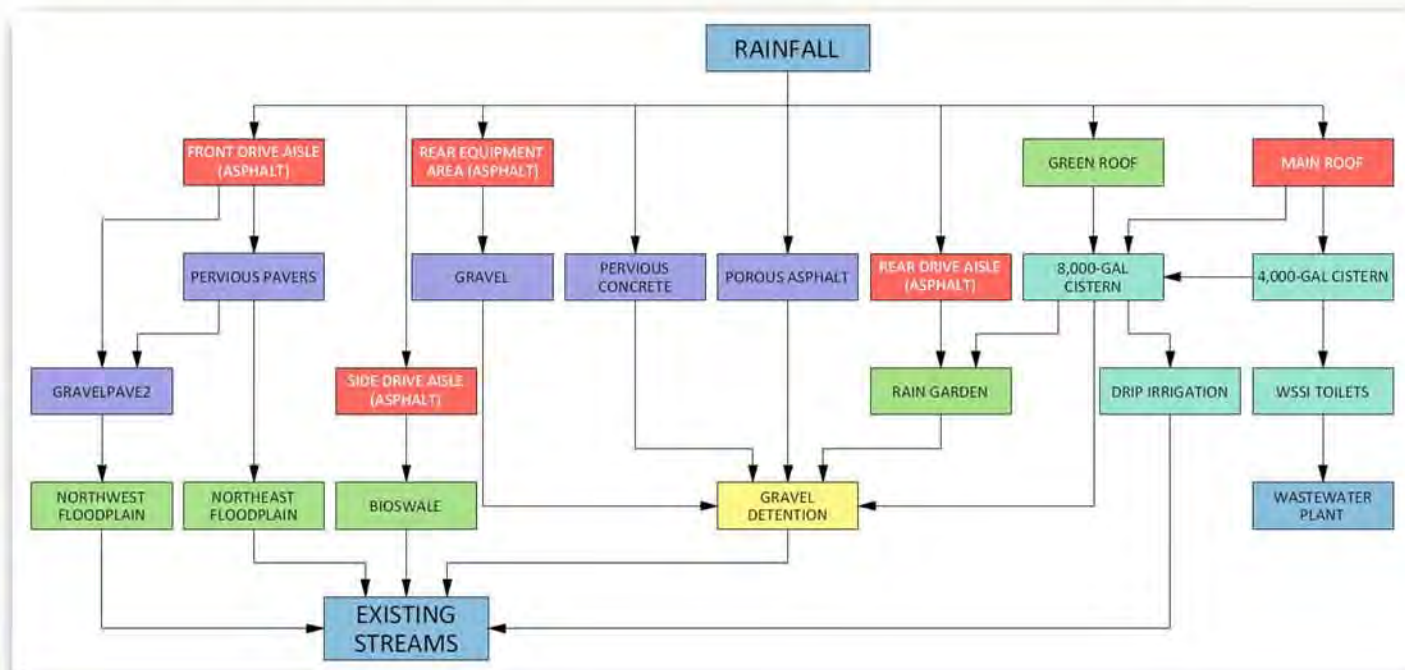 RAINFALL
FRONT DRIVE AISLE
(ASPHALT)
REAR EQUIPMENT
AREA (ASPHALT)
GREEN ROOF
MAIN ROOF
PERVIOUS PAVERS
GRAVEL
PERVIOUS
CONCRETE
POROUS ASPHALT
REAR DRIVE AISLE
(ASPHALT)
8,000-GAL
CISTERN
4,000-GAL CISTERN
GRAVELPAVE2
SIDE DRIVE AISLE
(ASPHALT)
RAIN GARDEN
DRIP IRRIGATION
WSSI TOILETS
NORTHWEST
FLOODPLAIN
NORTHEAST
FLOODPLAIN
BIOSWALE
GRAVEL
DETENTION
WASTEWATER
PLANT
EXISTING
STREAMS